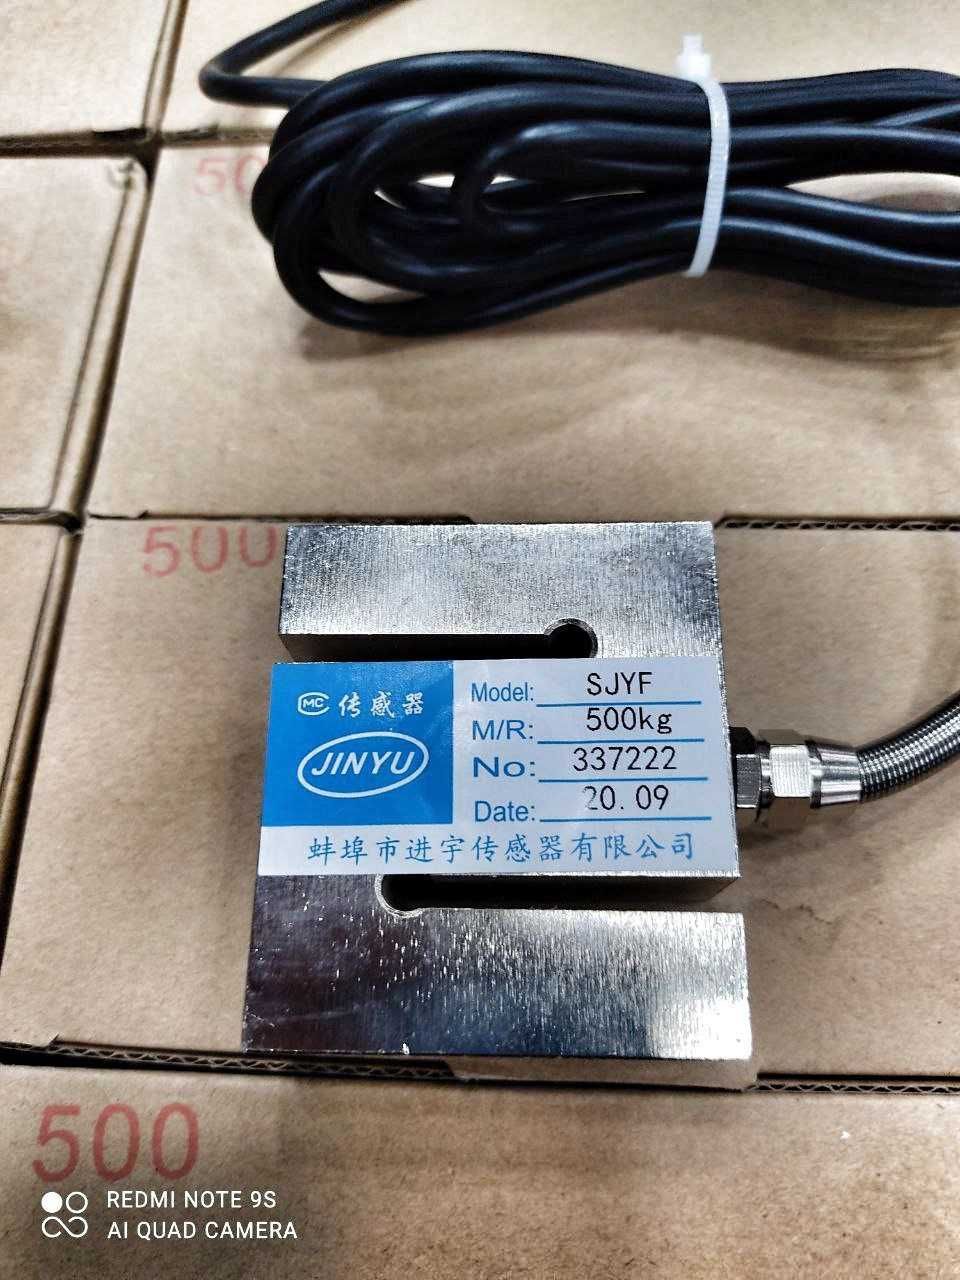 50
500
MC 传感器
JINYU
Model: SJYF
M/R: 500kg
No: 337222
Date: 20.09
蚌埠市进宇传感器有限公司
500
REDMI NOTE 9S
AI QUAD CAMERA